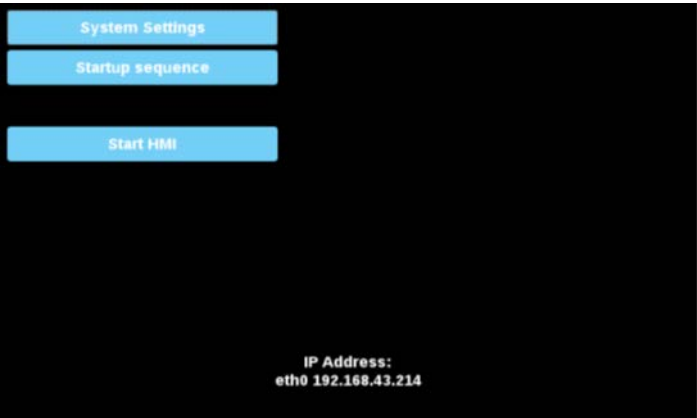 System Settings
Startup sequence
Start HMI
IP Address:
eth0 192.168.43.214